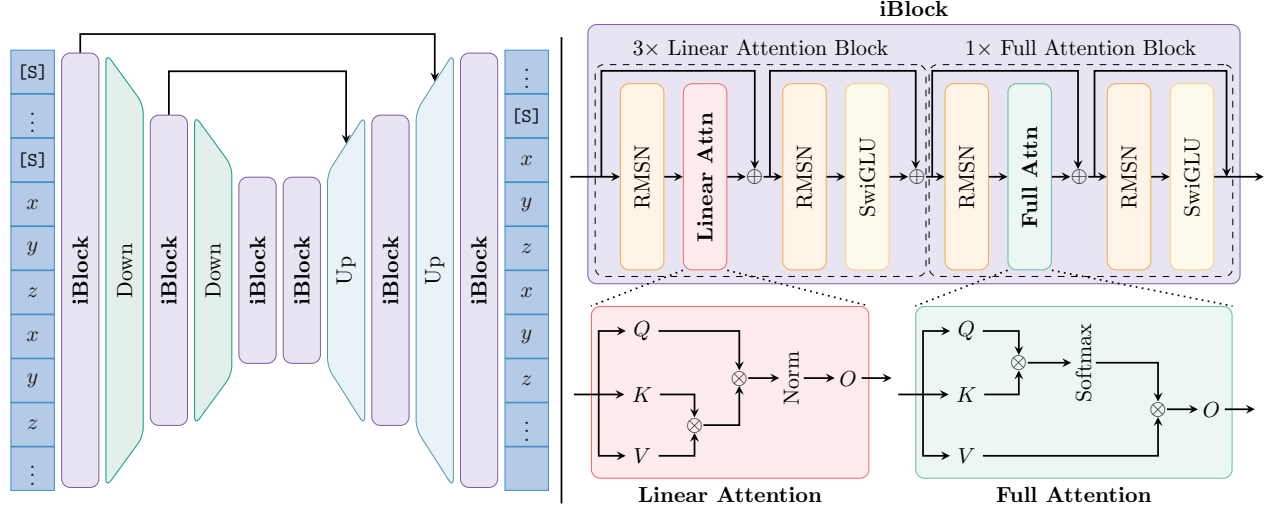 [S]
⋮
[S]
x
y
z
x
y
z
⋮
iBlock
Down
iBlock
Down
iBlock
iBlock
Up
iBlock
Up
iBlock
⋮
[S]
x
y
z
x
y
z
⋮
iBlock
3× Linear Attention Block
1× Full Attention Block
RMSN
Linear Attn
⊕
RMSN
SwiGLU
⊕
RMSN
Full Attn
⊕
RMSN
SwiGLU
Q
K
V
⊗
⊗
Norm
O
Linear Attention
Q
K
V
⊗
Softmax
⊗
O
Full Attention